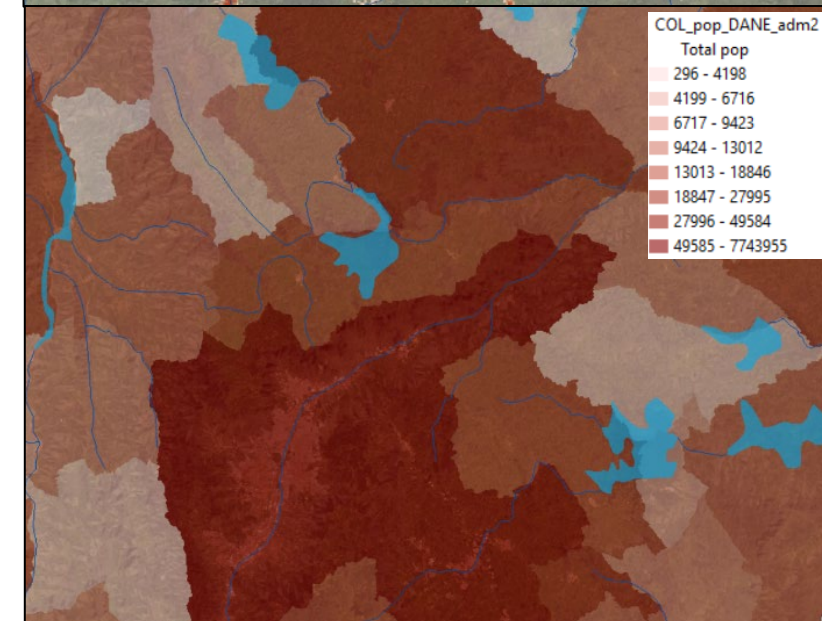 COL_pop_DANE_adm2
Total pop
296 - 4198
4199 - 6716
6717 - 9423
9424 - 13012
13013 - 18846
18847 - 27995
27996 - 49584
49585 - 7743955